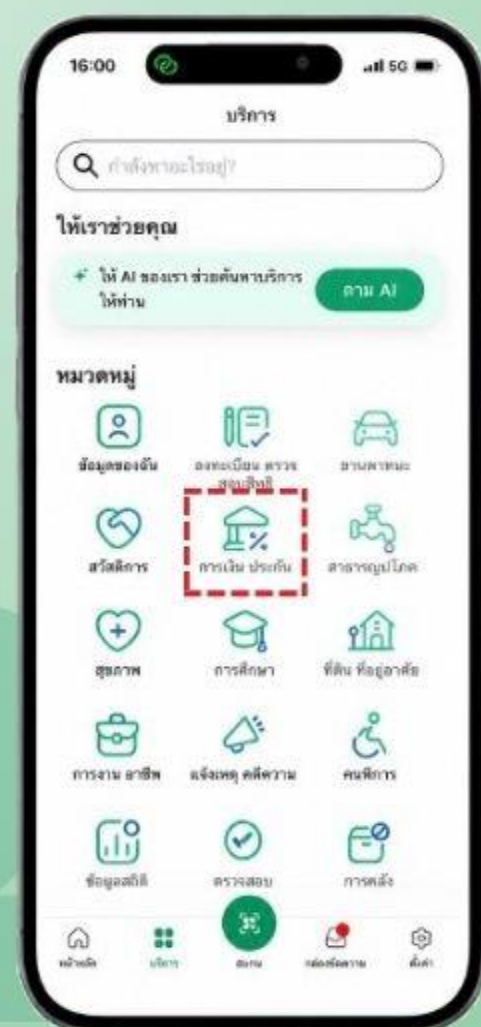 16:00
5G
บริการ
กำลังหาอะไรอยู่?
ให้เราช่วยคุณ
ให้ AI ของเรา ช่วยค้นหาบริการ
ให้ท่าน
ถาม AI
หมวดหมู่
ข้อมูลของฉัน
ลงทะเบียน ตรวจ
สอบสิทธิ
ยานพาหนะ
สวัสดิการ
การเงิน ประกัน
สาธารณูปโภค
สุขภาพ
การศึกษา
ที่ดิน ที่อยู่อาศัย
การงาน อาชีพ
แจ้งเหตุ คดีความ
คนพิการ
ข้อมูลสถิติ
ตรวจสอบ
การคลัง
หน้าหลัก
บริการ
สแกน
กล่องข้อความ
ตั้งค่า